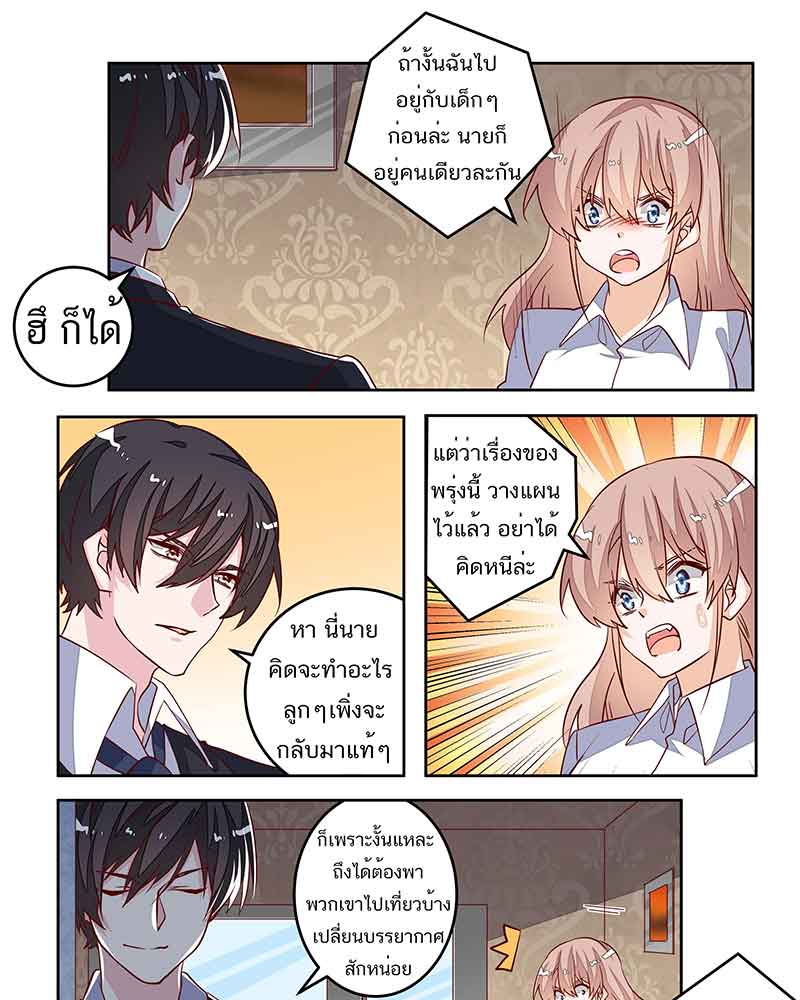 ถ้างั้นฉันไป
อยู่กับเด็กๆ
ก่อนล่ะ นายก็
อยู่คนเดียวละกัน
ฮึ ก็ได้
แต่ว่าเรื่องของ
พรุ่งนี้ วางแผน
ไว้แล้ว อย่าได้
คิดหนีล่ะ
หา นี่นาย
คิดจะทำอะไร
ลูกๆเพิ่งจะ
กลับมาแท้ๆ
ก็เพราะงั้นแหละ
ถึงได้ต้องพา
พวกเขาไปเที่ยวบ้าง
เปลี่ยนบรรยากาศ
สักหน่อย